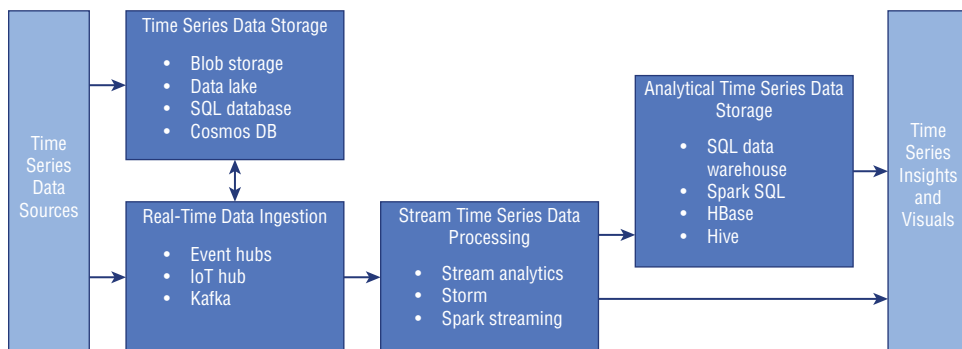 Time
Series
Data
Sources
Time Series Data Storage
• Blob storage
• Data lake
• SQL database
• Cosmos DB
Real-Time Data Ingestion
• Event hubs
• IoT hub
• Kafka
Stream Time Series Data
Processing
• Stream analytics
• Storm
• Spark streaming
Analytical Time Series Data
Storage
• SQL data
warehouse
• Spark SQL
• HBase
• Hive
Time
Series
Insights
and
Visuals